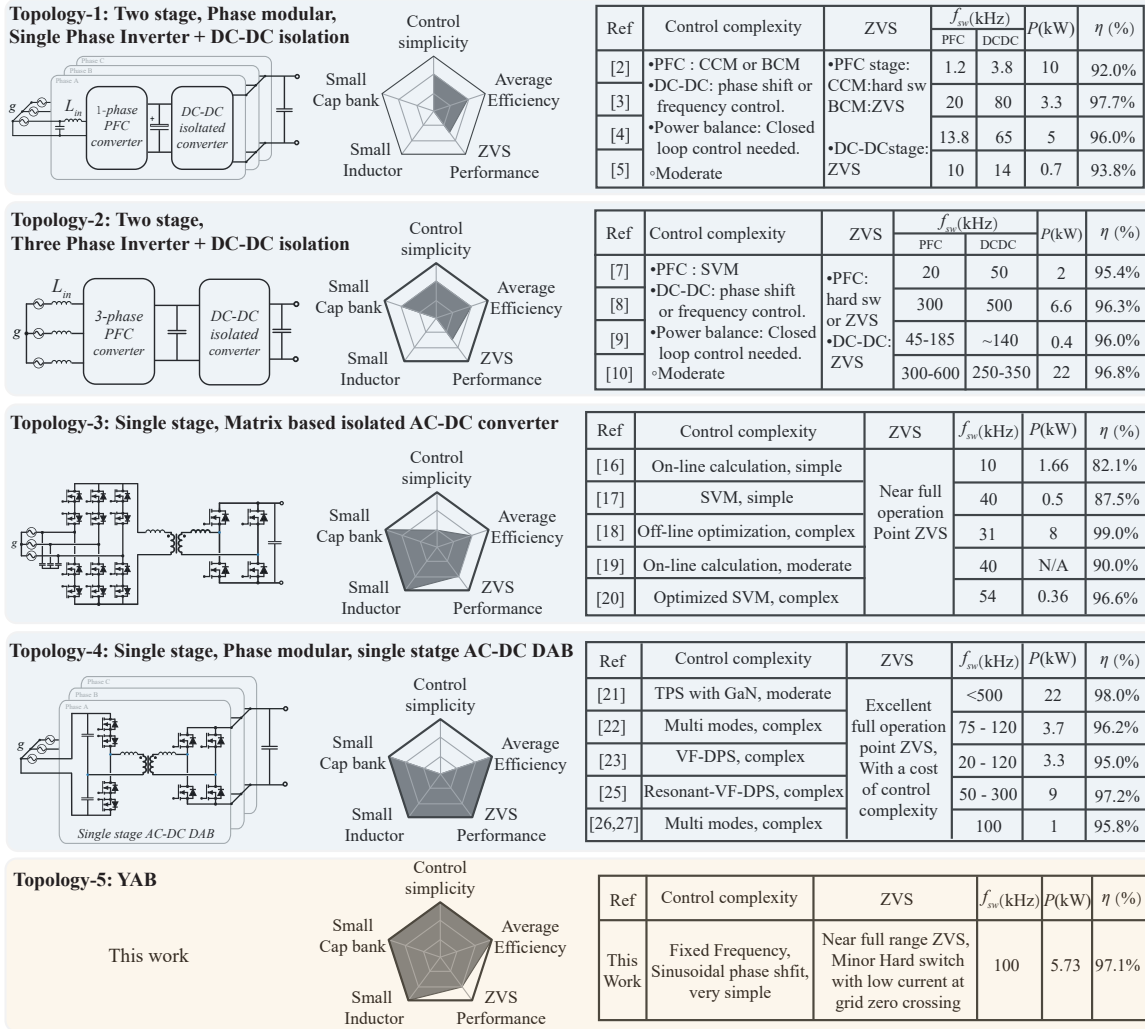 Topology-1: Two stage, Phase modular,
Single Phase Inverter + DC-DC isolation
Phase C
Phase B
Phase A
g
L_in
1-phase
PFC
converter
+
DC-DC
isoltated
converter
Control
simplicity
Small
Cap bank
Average
Efficiency
Small
Inductor
ZVS
Performance
Ref Control complexity ZVS f_sw(kHz) P(kW) η (%)
PFC DCDC
[2] 1.2 3.8 10 92.0%
[3] 20 80 3.3 97.7%
[4] 13.8 65 5 96.0%
[5] 10 14 0.7 93.8%
•PFC : CCM or BCM
•DC-DC: phase shift or
frequency control.
•Power balance: Closed
loop control needed.
◦Moderate
•PFC stage:
CCM:hard sw
BCM:ZVS
•DC-DCstage:
ZVS
Topology-2: Two stage,
Three Phase Inverter + DC-DC isolation
L_in
g
3-phase
PFC
converter
DC-DC
isolated
converter
Control
simplicity
Small
Cap bank
Average
Efficiency
Small
Inductor
ZVS
Performance
Ref Control complexity ZVS f_sw(kHz) P(kW) η (%)
PFC DCDC
[7] 20 50 2 95.4%
[8] 300 500 6.6 96.3%
[9] 45-185 ~140 0.4 96.0%
[10] 300-600 250-350 22 96.8%
•PFC : SVM
•DC-DC: phase shift
or frequency control.
•Power balance: Closed
loop control needed.
◦Moderate
•PFC:
hard sw
or ZVS
•DC-DC:
ZVS
Topology-3: Single stage, Matrix based isolated AC-DC converter
g
Control
simplicity
Small
Cap bank
Average
Efficiency
Small
Inductor
ZVS
Performance
Ref Control complexity ZVS f_sw(kHz) P(kW) η (%)
[16] On-line calculation, simple 10 1.66 82.1%
[17] SVM, simple 40 0.5 87.5%
[18] Off-line optimization, complex 31 8 99.0%
[19] On-line calculation, moderate 40 N/A 90.0%
[20] Optimized SVM, complex 54 0.36 96.6%
Near full
operation
Point ZVS
Topology-4: Single stage, Phase modular, single statge AC-DC DAB
Phase C
Phase B
Phase A
g
Single stage AC-DC DAB
Control
simplicity
Small
Cap bank
Average
Efficiency
Small
Inductor
ZVS
Performance
Ref Control complexity ZVS f_sw(kHz) P(kW) η (%)
[21] TPS with GaN, moderate <500 22 98.0%
[22] Multi modes, complex 75 - 120 3.7 96.2%
[23] VF-DPS, complex 20 - 120 3.3 95.0%
[25] Resonant-VF-DPS, complex 50 - 300 9 97.2%
[26,27] Multi modes, complex 100 1 95.8%
Excellent
full operation
point ZVS,
With a cost
of control
complexity
Topology-5: YAB
This work
Control
simplicity
Small
Cap bank
Average
Efficiency
Small
Inductor
ZVS
Performance
Ref Control complexity ZVS f_sw(kHz) P(kW) η (%)
This
Work
Fixed Frequency,
Sinusoidal phase shfit,
very simple
Near full range ZVS,
Minor Hard switch
with low current at
grid zero crossing
100 5.73 97.1%